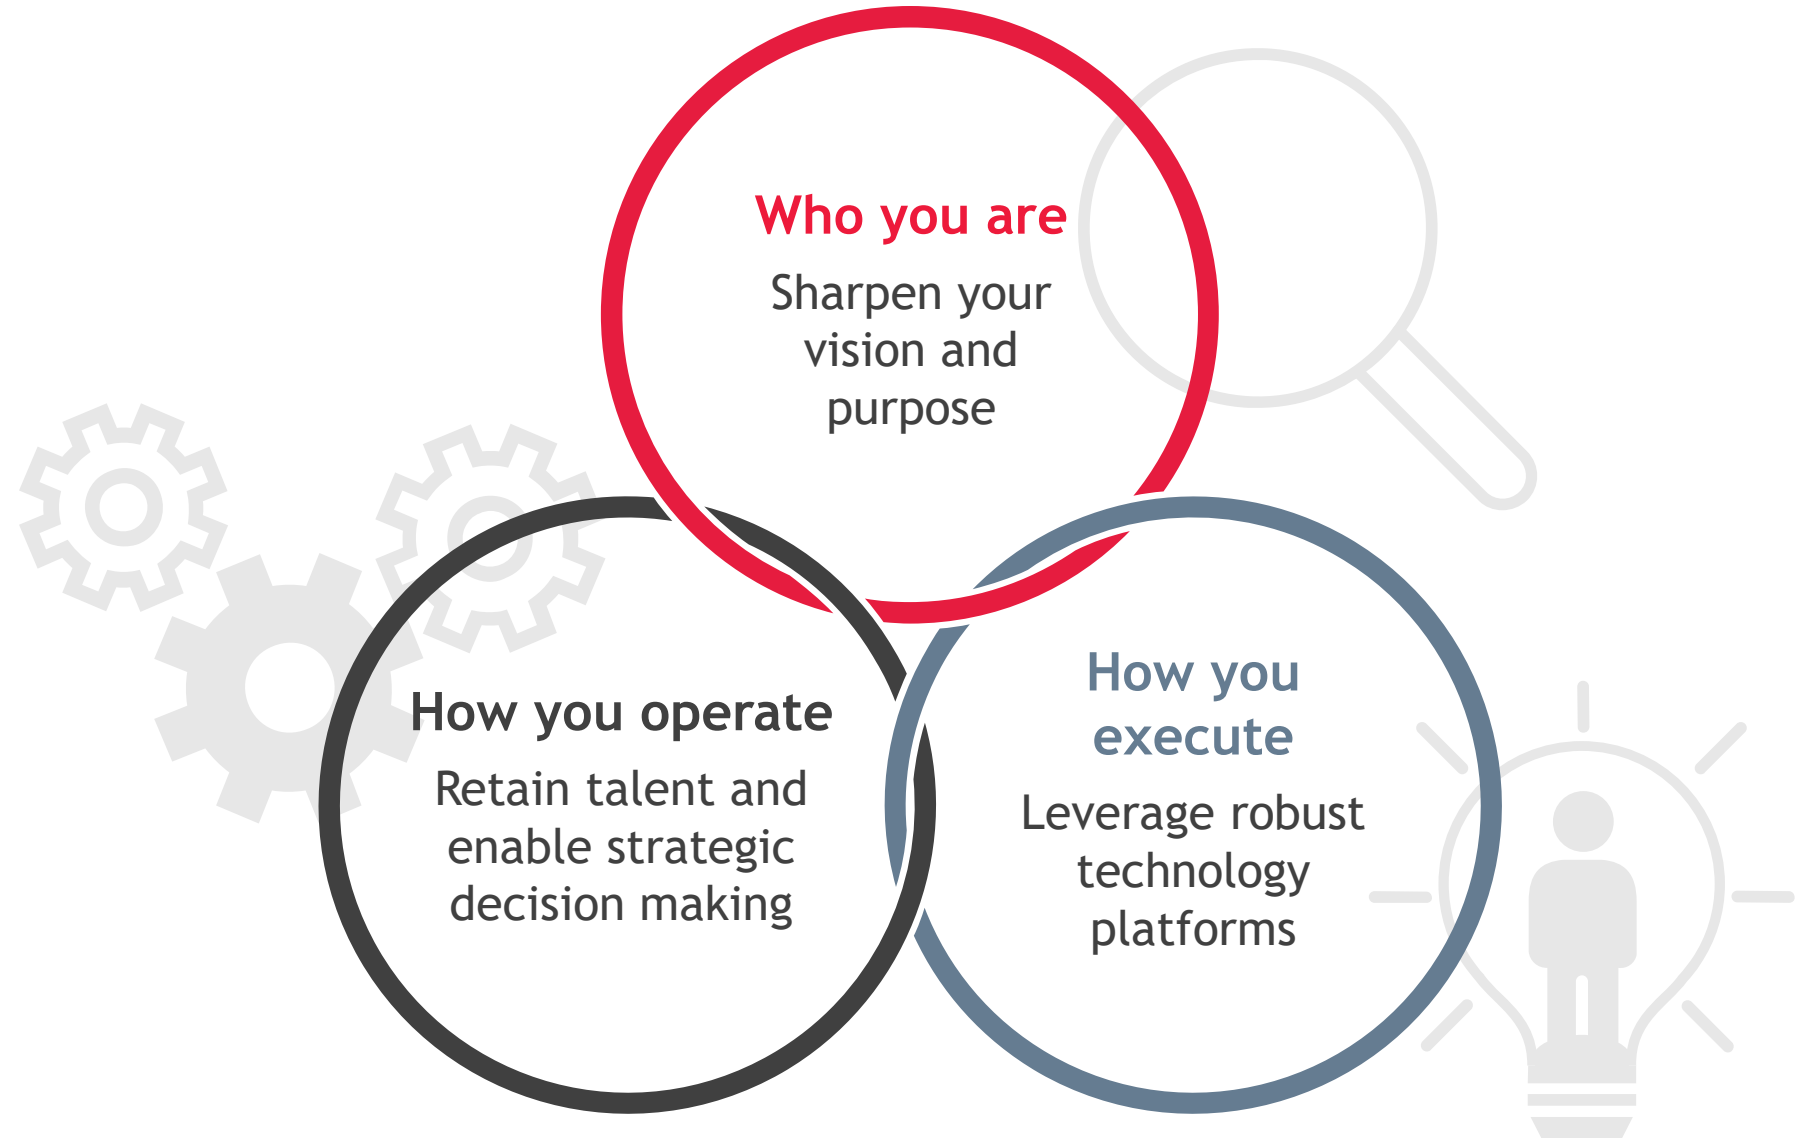 Who you are
Sharpen your
vision and
purpose
How you operate
Retain talent and
enable strategic
decision making
How you
execute
Leverage robust
technology
platforms